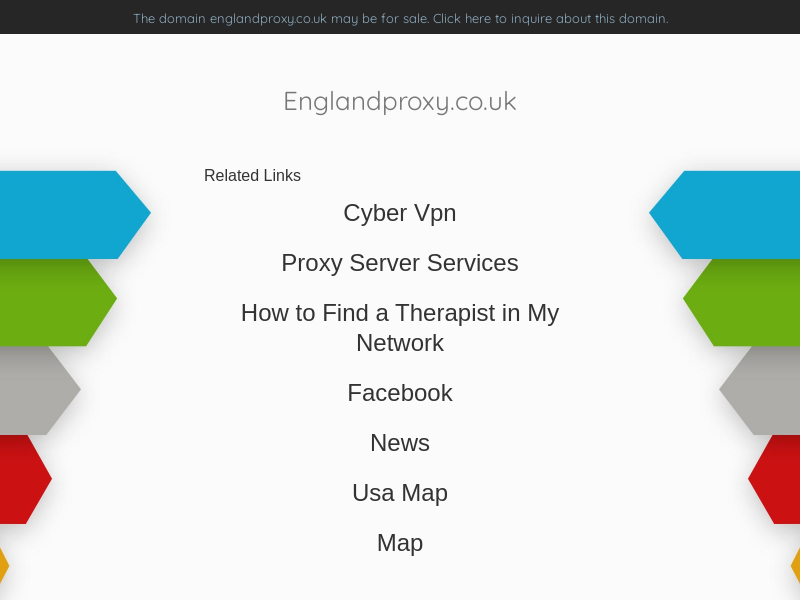 The domain englandproxy.co.uk may be for sale. Click here to inquire about this domain.
Englandproxy.co.uk
Related Links
Cyber Vpn
Proxy Server Services
How to Find a Therapist in My
Network
Facebook
News
Usa Map
Map